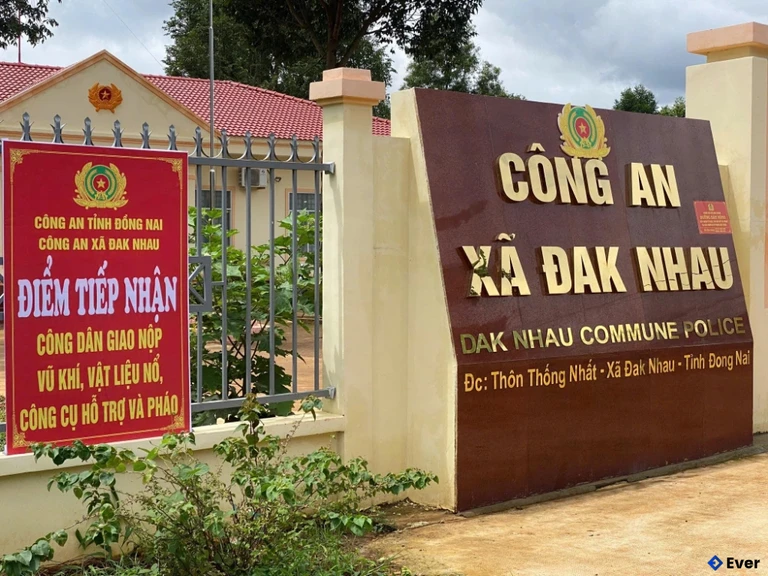 CÔNG AN TỈNH ĐỒNG NAI
CÔNG AN XÃ ĐAK NHAU
ĐIỂM TIẾP NHẬN
CÔNG DÂN GIAO NỘP
VŨ KHÍ, VẬT LIỆU NỔ,
CÔNG CỤ HỖ TRỢ VÀ PHÁO
CÔNG AN
XÃ ĐAK NHAU
DAK NHAU COMMUNE POLICE
Đc: Thôn Thống Nhất - Xã Đak Nhau - Tỉnh Đong Nai
Ever